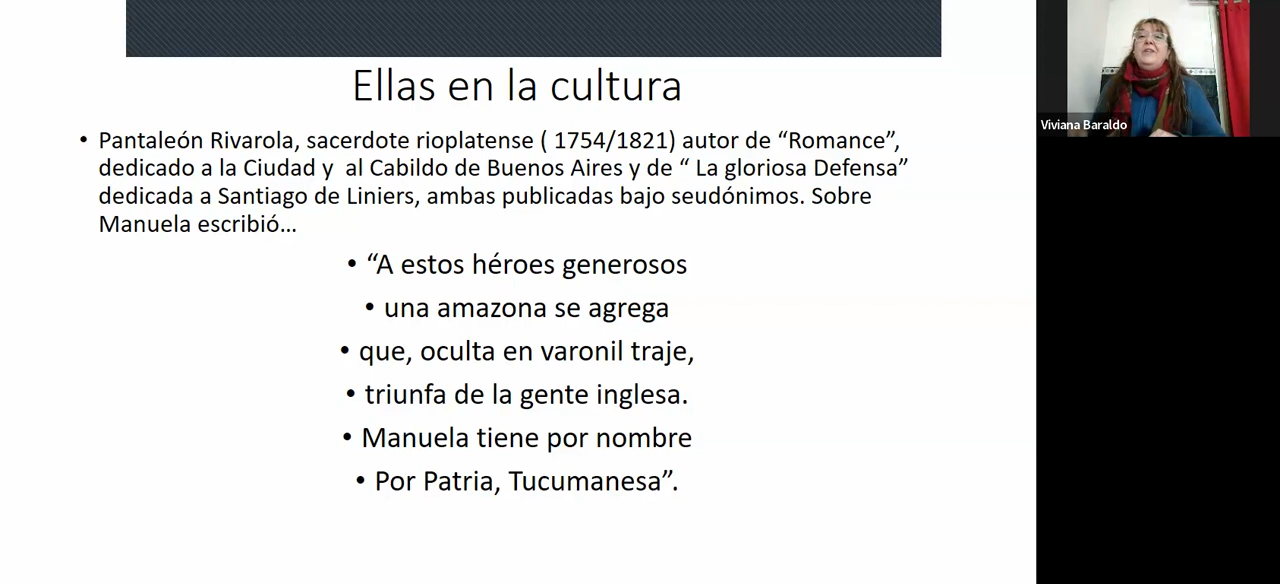 Ellas en la cultura
• Pantaleón Rivarola, sacerdote rioplatense ( 1754/1821) autor de “Romance”,
dedicado a la Ciudad y  al Cabildo de Buenos Aires y de “ La gloriosa Defensa”
dedicada a Santiago de Liniers, ambas publicadas bajo seudónimos. Sobre
Manuela escribió…
• “A estos héroes generosos
• una amazona se agrega
• que, oculta en varonil traje,
• triunfa de la gente inglesa.
• Manuela tiene por nombre
• Por Patria, Tucumanesa”.
Viviana Baraldo